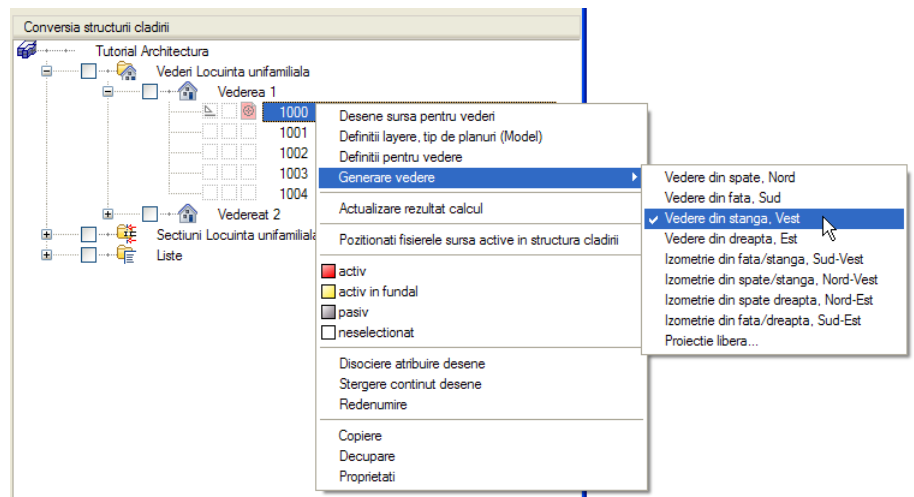 Conversia structurii cladirii
Tutorial Architectura
Vederi Locuinta unifamiliala
Vederea 1
1000
1001
1002
1003
1004
Vedereat 2
Sectiuni Locuinta unifamiliala
Liste
Desene sursa pentru vederi
Definitii layere, tip de planuri (Model)
Definitii pentru vedere
Generare vedere
Actualizare rezultat calcul
Pozitionati fisierele sursa active in structura cladirii
activ
activ in fundal
pasiv
neselectionat
Disociere atribuire desene
Stergere continut desene
Redenumire
Copiere
Decupare
Proprietati
Vedere din spate, Nord
Vedere din fata, Sud
Vedere din stanga, Vest
Vedere din dreapta, Est
Izometrie din fata/stanga, Sud-Vest
Izometrie din spate/stanga, Nord-Vest
Izometrie din spate dreapta, Nord-Est
Izometrie din fata/dreapta, Sud-Est
Proiectie libera...